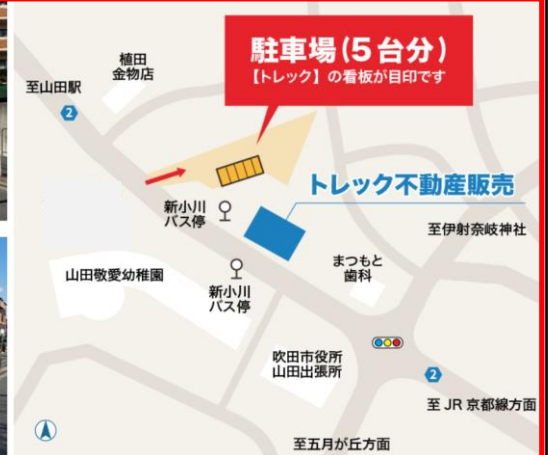 駐車場(5台分)
【トレック】の看板が目印です
植田
金物店
至山田駅
2
トレック不動産販売
新小川
バス停
至伊射奈岐神社
まつもと
歯科
山田敬愛幼稚園
新小川
バス停
吹田市役所
山田出張所
2
至JR京都線方面
至五月が丘方面